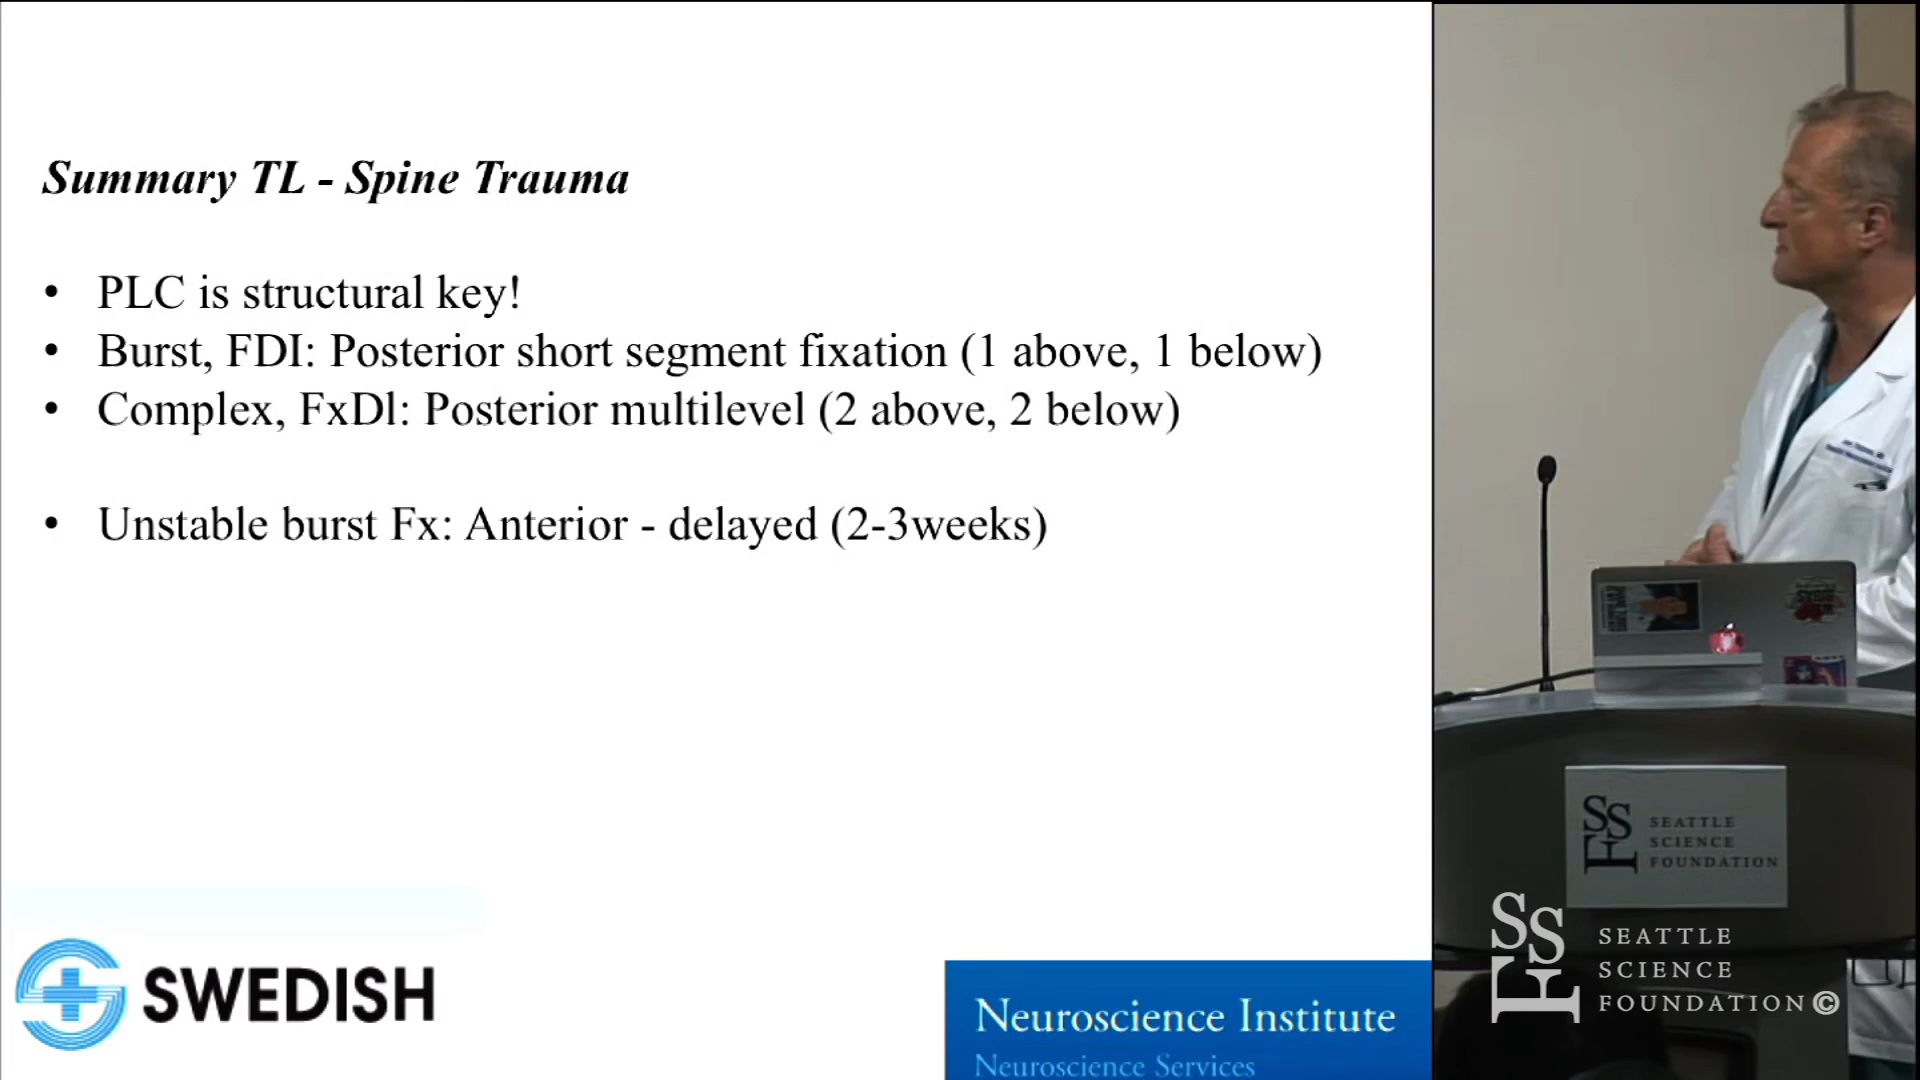 Summary TL - Spine Trauma
• PLC is structural key!
• Burst, FDI: Posterior short segment fixation (1 above, 1 below)
• Complex, FxDl: Posterior multilevel (2 above, 2 below)
• Unstable burst Fx: Anterior - delayed (2-3weeks)
SWEDISH
Neuroscience Institute
Neuroscience Services
SSF
SEATTLE
SCIENCE
FOUNDATION
SSF
SEATTLE
SCIENCE
FOUNDATION©